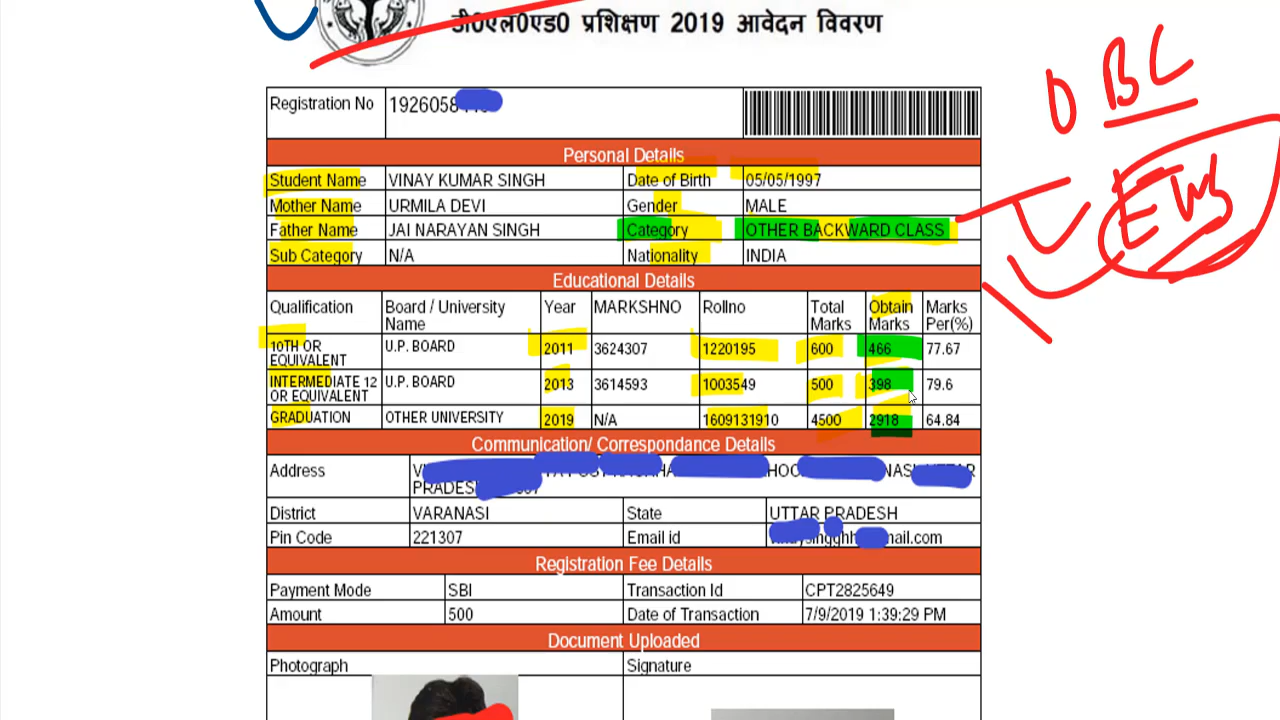 डी0एल0एड0 प्रशिक्षण 2019 आवेदन विवरण
OBC
Registration No 1926058
Personal Details
Student Name VINAY KUMAR SINGH Date of Birth 05/05/1997
Mother Name URMILA DEVI Gender MALE
EWS
Father Name JAI NARAYAN SINGH Category OTHER BACKWARD CLASS
Sub Category N/A Nationality INDIA
Educational Details
Qualification Board / University Name Year MARKSHNO Rollno Total Marks Obtain Marks Marks Per(%)
10TH OR EQUIVALENT U.P. BOARD 2011 3624307 1220195 600 466 77.67
INTERMEDIATE 12 OR EQUIVALENT U.P. BOARD 2013 3614593 1003549 500 398 79.6
GRADUATION OTHER UNIVERSITY 2019 N/A 1609131910 4500 2918 64.84
Communication/ Correspondance Details
Address
District VARANASI State UTTAR PRADESH
Pin Code 221307 Email id
Registration Fee Details
Payment Mode SBI Transaction Id CPT2825649
Amount 500 Date of Transaction 7/9/2019 1:39:29 PM
Document Uploaded
Photograph Signature